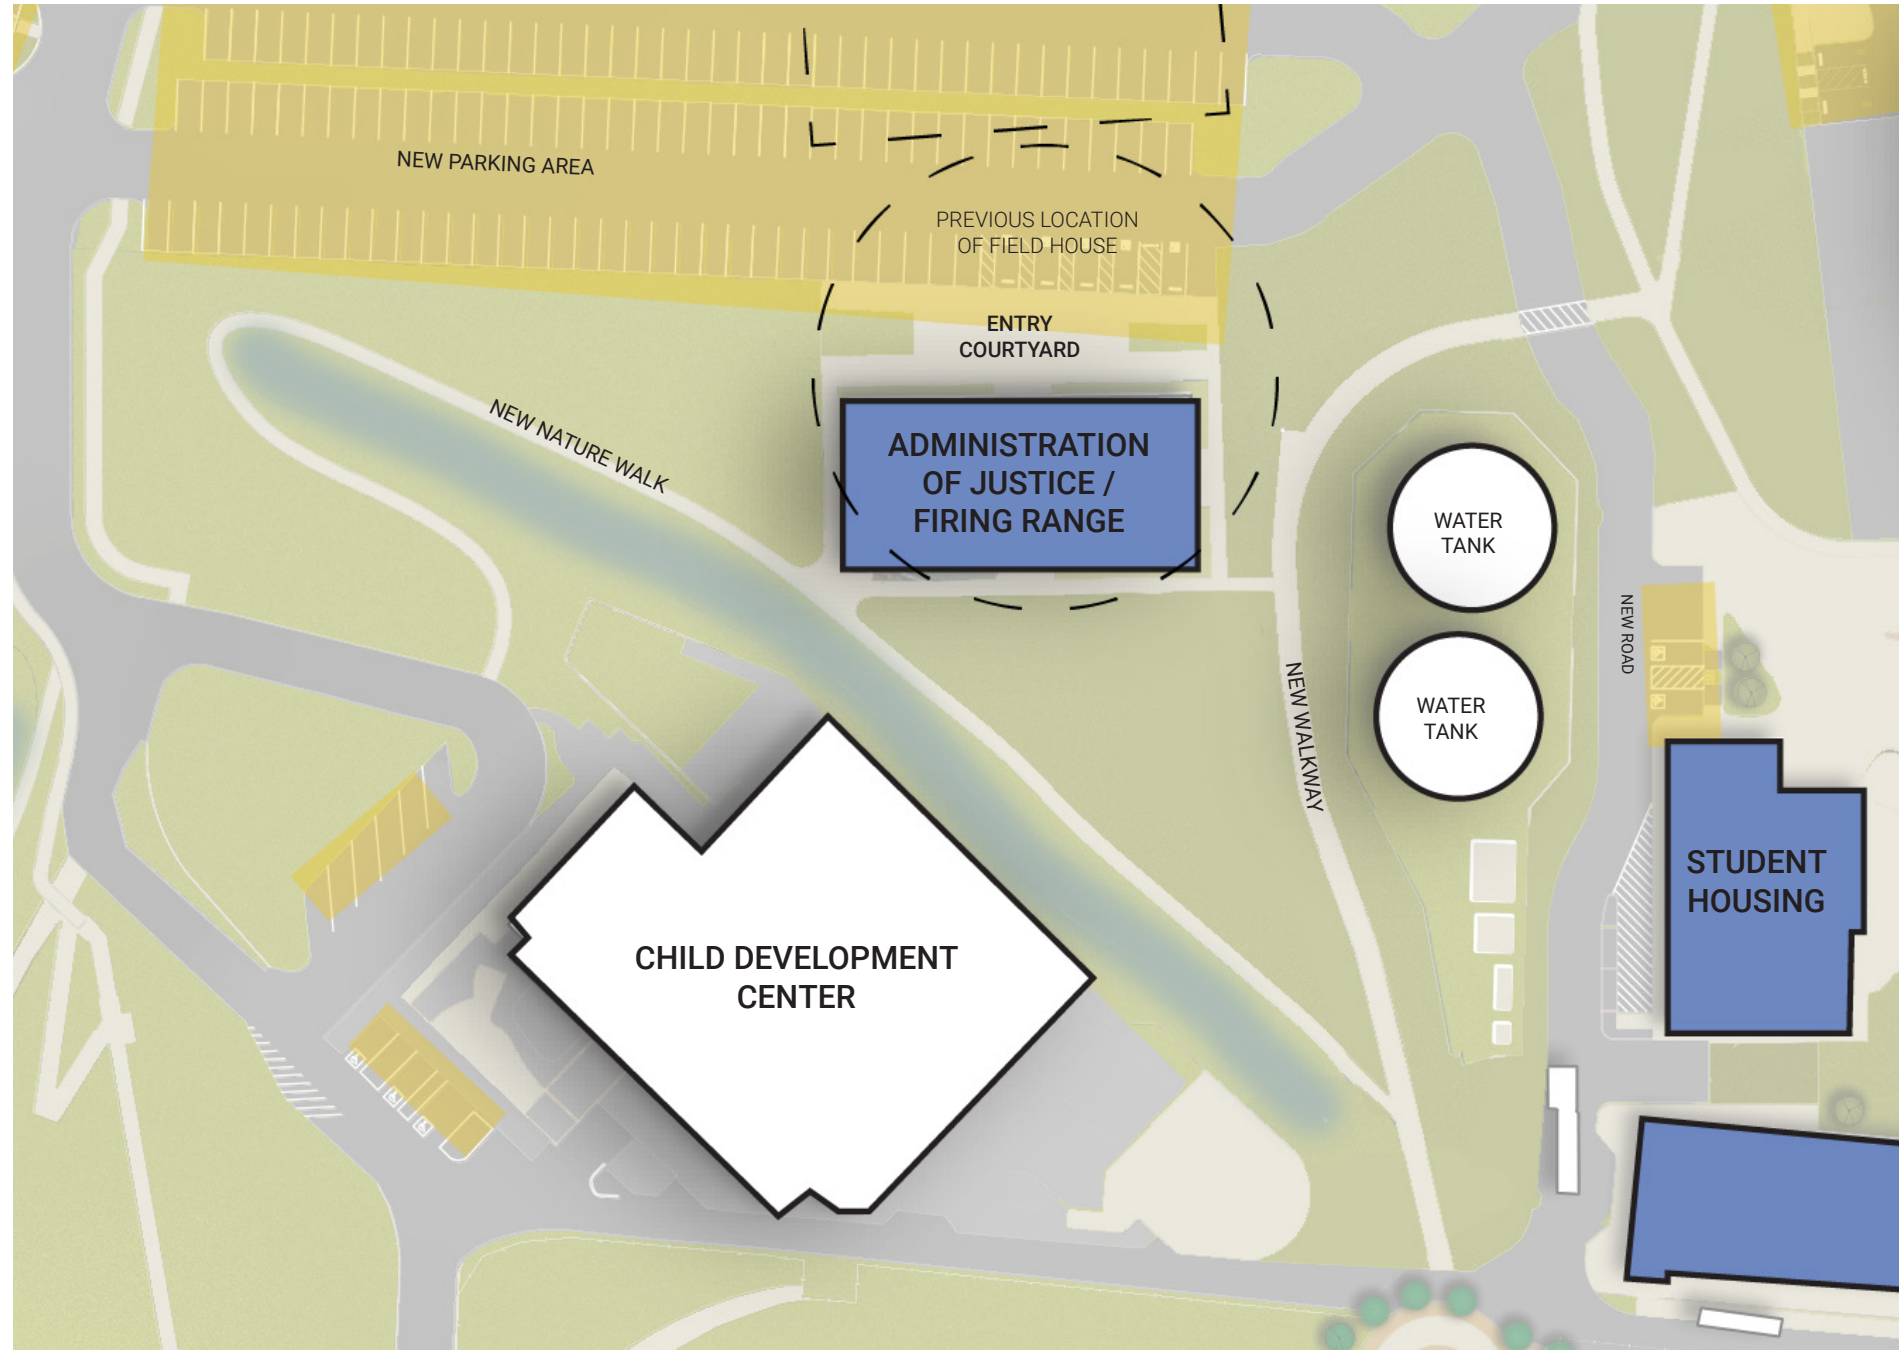 NEW PARKING AREA
PREVIOUS LOCATION
OF FIELD HOUSE
ENTRY
COURTYARD
NEW NATURE WALK
ADMINISTRATION
OF JUSTICE /
FIRING RANGE
WATER
TANK
NEW ROAD
WATER
TANK
NEW WALKWAY
STUDENT
HOUSING
CHILD DEVELOPMENT
CENTER